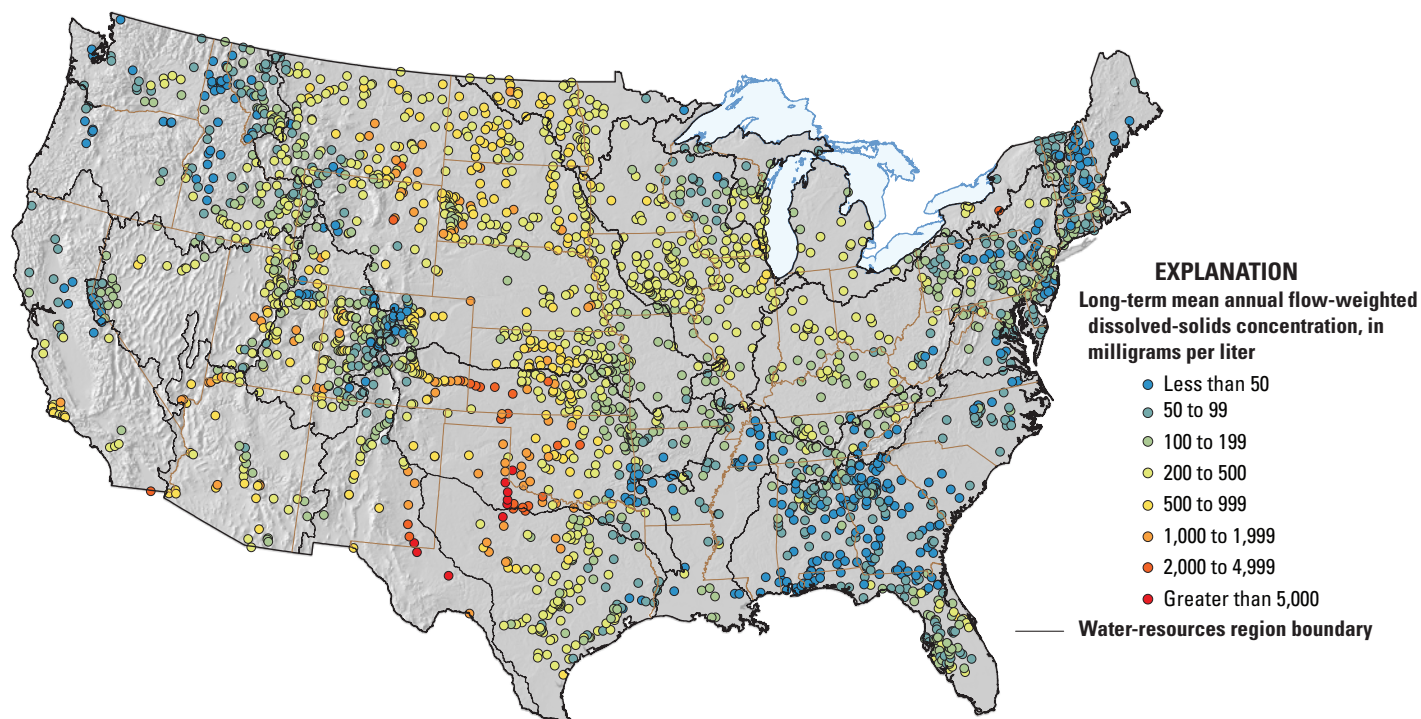 EXPLANATION
Long-term mean annual flow-weighted
dissolved-solids concentration, in
milligrams per liter
Less than 50
50 to 99
100 to 199
200 to 500
500 to 999
1,000 to 1,999
2,000 to 4,999
Greater than 5,000
Water-resources region boundary